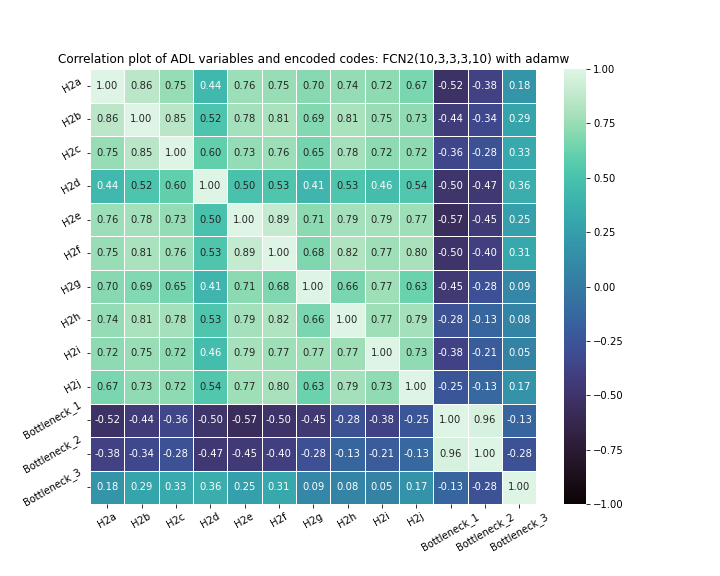 Correlation plot of ADL variables and encoded codes: FCN2(10,3,3,3,10) with adamw
H2a 1.00 0.86 0.75 0.44 0.76 0.75 0.70 0.74 0.72 0.67 -0.52 -0.38 0.18
H2b 0.86 1.00 0.85 0.52 0.78 0.81 0.69 0.81 0.75 0.73 -0.44 -0.34 0.29
H2c 0.75 0.85 1.00 0.60 0.73 0.76 0.65 0.78 0.72 0.72 -0.36 -0.28 0.33
H2d 0.44 0.52 0.60 1.00 0.50 0.53 0.41 0.53 0.46 0.54 -0.50 -0.47 0.36
H2e 0.76 0.78 0.73 0.50 1.00 0.89 0.71 0.79 0.79 0.77 -0.57 -0.45 0.25
H2f 0.75 0.81 0.76 0.53 0.89 1.00 0.68 0.82 0.77 0.80 -0.50 -0.40 0.31
H2g 0.70 0.69 0.65 0.41 0.71 0.68 1.00 0.66 0.77 0.63 -0.45 -0.28 0.09
H2h 0.74 0.81 0.78 0.53 0.79 0.82 0.66 1.00 0.77 0.79 -0.28 -0.13 0.08
H2i 0.72 0.75 0.72 0.46 0.79 0.77 0.77 0.77 1.00 0.73 -0.38 -0.21 0.05
H2j 0.67 0.73 0.72 0.54 0.77 0.80 0.63 0.79 0.73 1.00 -0.25 -0.13 0.17
Bottleneck_1 -0.52 -0.44 -0.36 -0.50 -0.57 -0.50 -0.45 -0.28 -0.38 -0.25 1.00 0.96 -0.13
Bottleneck_2 -0.38 -0.34 -0.28 -0.47 -0.45 -0.40 -0.28 -0.13 -0.21 -0.13 0.96 1.00 -0.28
Bottleneck_3 0.18 0.29 0.33 0.36 0.25 0.31 0.09 0.08 0.05 0.17 -0.13 -0.28 1.00
H2a H2b H2c H2d H2e H2f H2g H2h H2i H2j Bottleneck_1 Bottleneck_2 Bottleneck_3
1.00
0.75
0.50
0.25
0.00
−0.25
−0.50
−0.75
−1.00